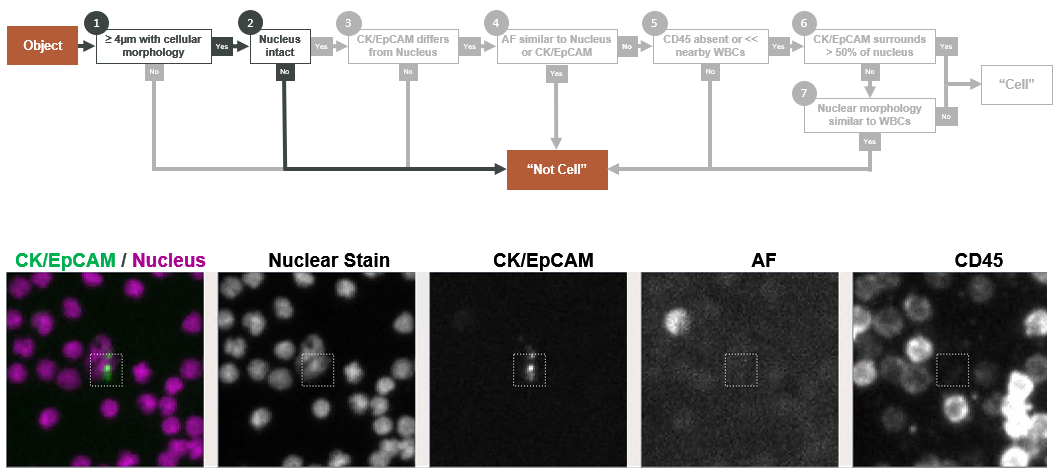 1
2
3
4
5
6
Object
≥ 4µm with cellular
morphology
Yes
Nucleus
intact
Yes
CK/EpCAM differs
from Nucleus
Yes
AF similar to Nucleus
or CK/EpCAM
No
CD45 absent or <<
nearby WBCs
Yes
CK/EpCAM surrounds
> 50% of nucleus
Yes
No
No
No
Yes
No
No
"Cell"
7
Nuclear morphology
similar to WBCs
No
Yes
"Not Cell"
CK/EpCAM / Nucleus
Nuclear Stain
CK/EpCAM
AF
CD45